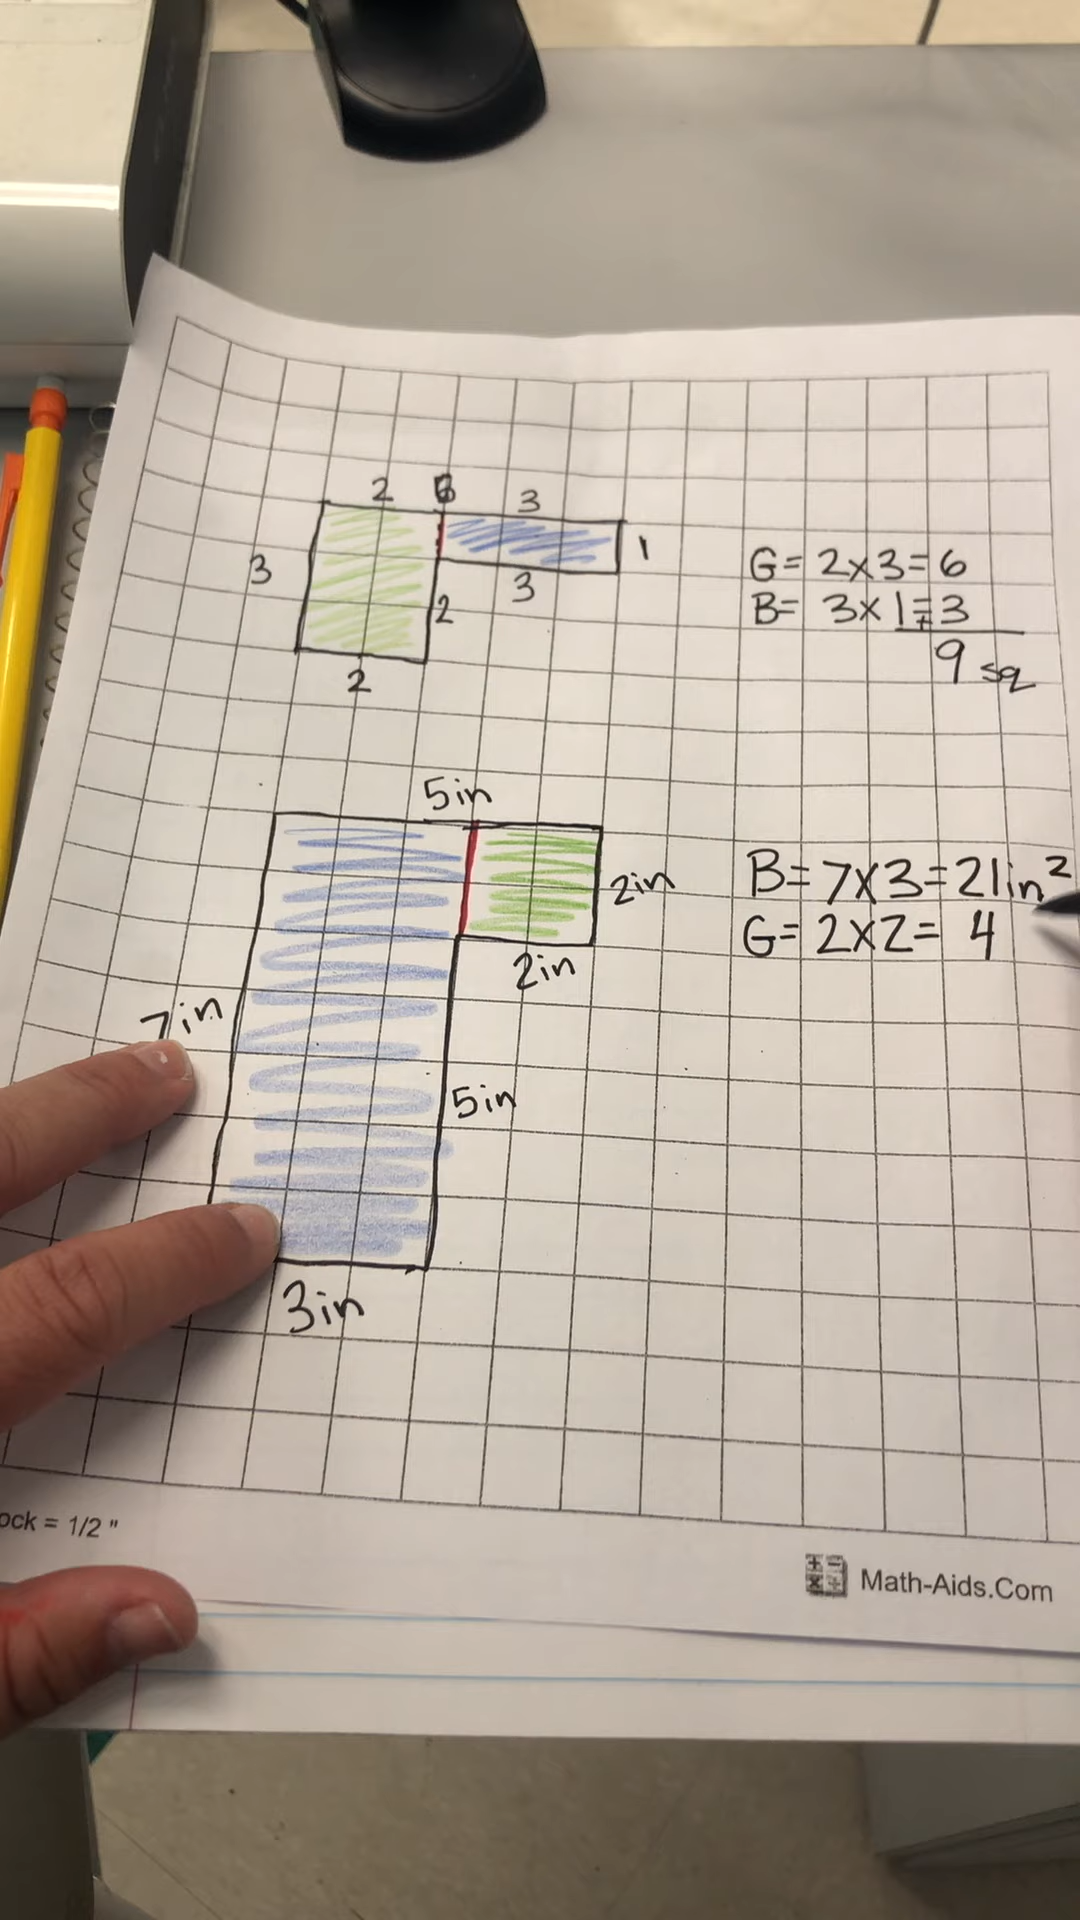 2 3
3 1
3
2
2
G= 2x3=6
B= 3x1=3
9 sq
5in
2in
2in
7in
5in
3in
B= 7x3=21in²
G= 2x2= 4
ock = 1/2 "
Math-Aids.Com